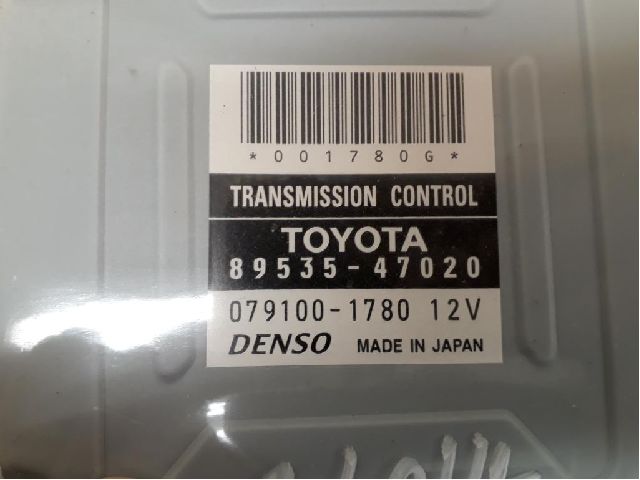 *001780G*
TRANSMISSION CONTROL
TOYOTA
89535-47020
079100-1780 12V
DENSO MADE IN JAPAN